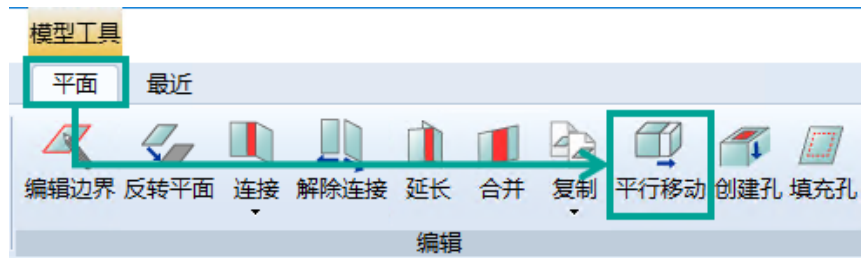 模型工具
平面 最近
编辑边界 反转平面 连接 解除连接 延长 合并 复制 平行移动 创建孔 填充孔
编辑